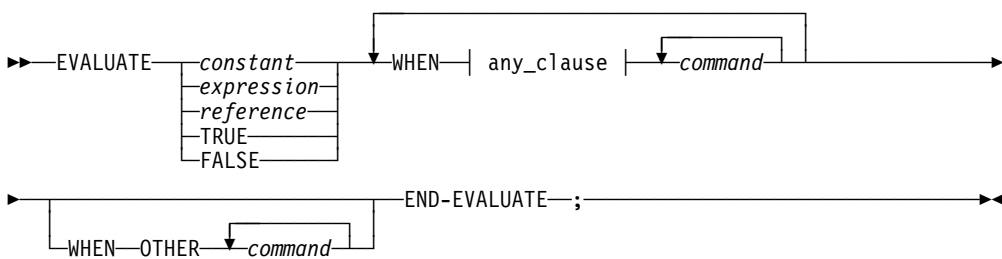 EVALUATE constant WHEN any_clause command
expression
reference
TRUE
FALSE
END-EVALUATE ;
WHEN OTHER command